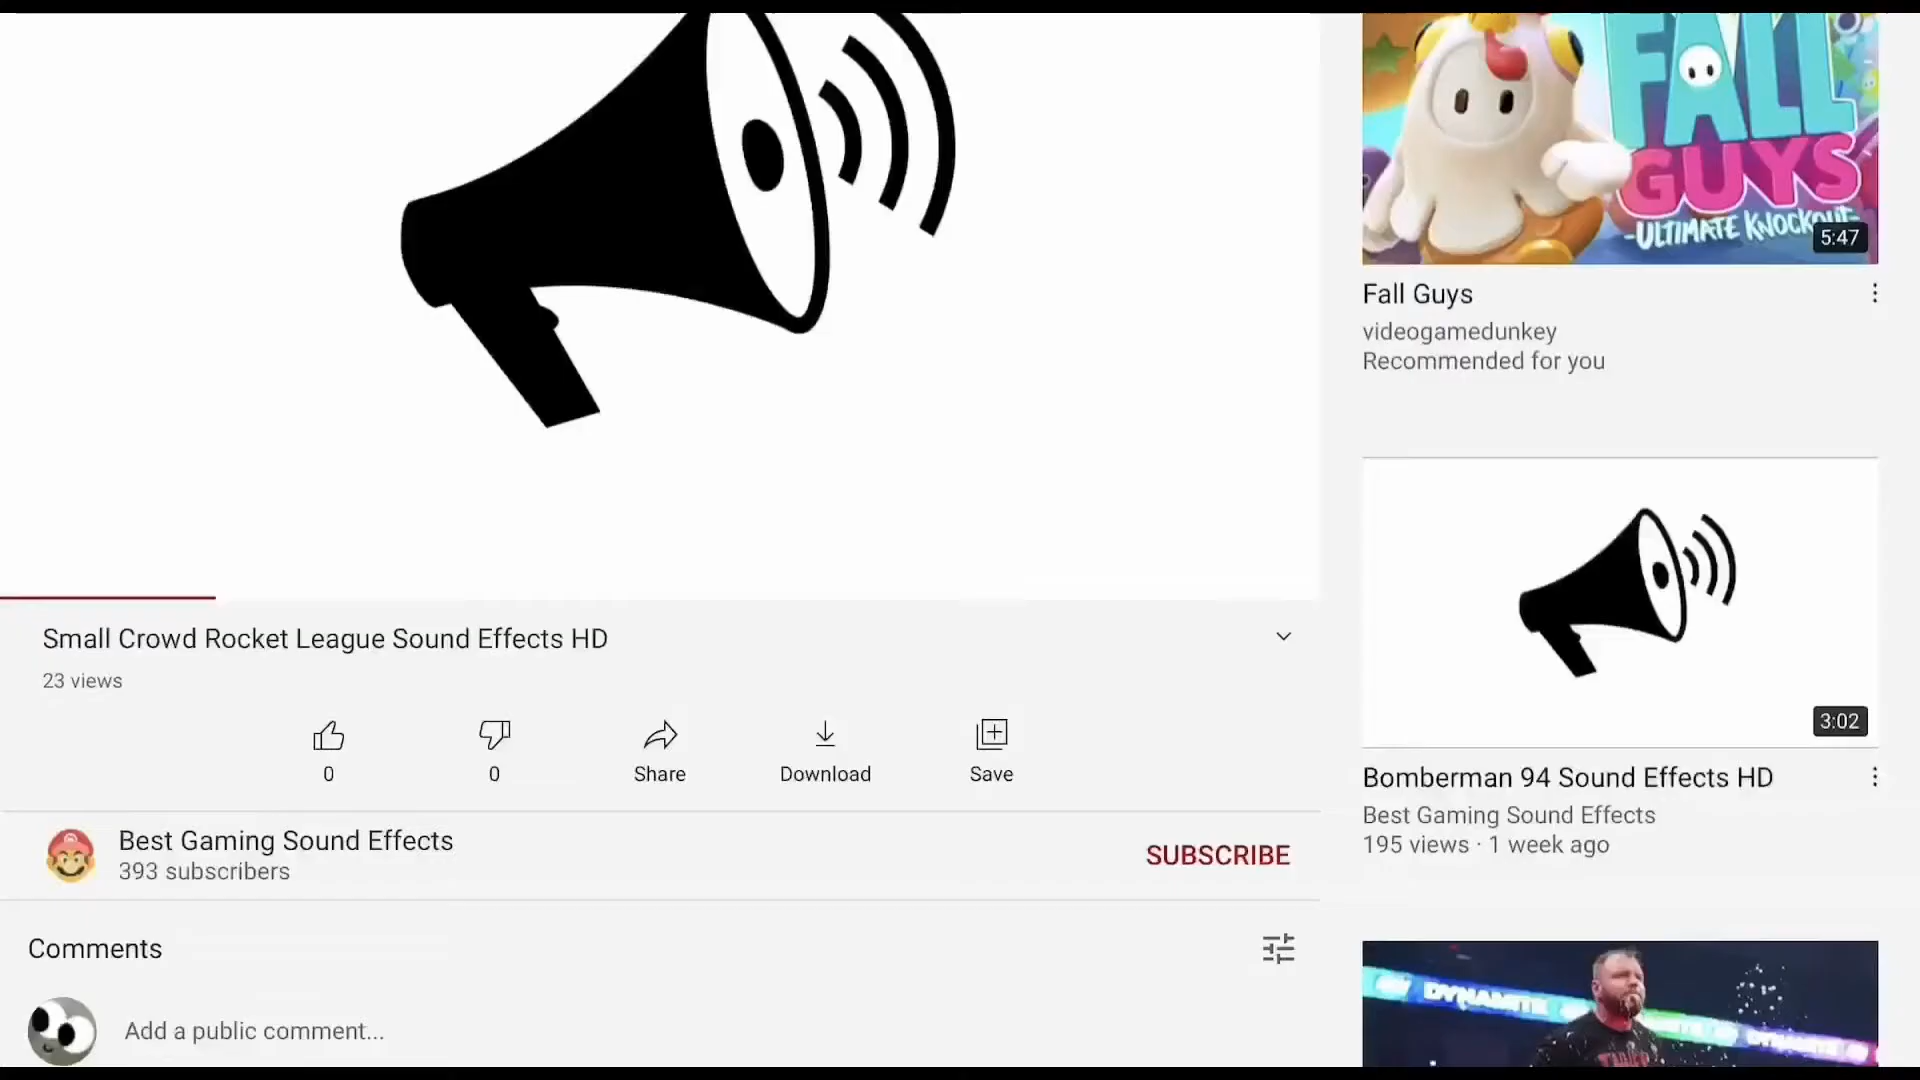 Small Crowd Rocket League Sound Effects HD
23 views
0
0
Share
Download
Save
Best Gaming Sound Effects
393 subscribers
SUBSCRIBE
Comments
Add a public comment...
FALL
GUYS
-ULTIMATE KNOCKOUT-
5:47
Fall Guys
videogamedunkey
Recommended for you
3:02
Bomberman 94 Sound Effects HD
Best Gaming Sound Effects
195 views · 1 week ago
DYNAMITE
DYNAMITE